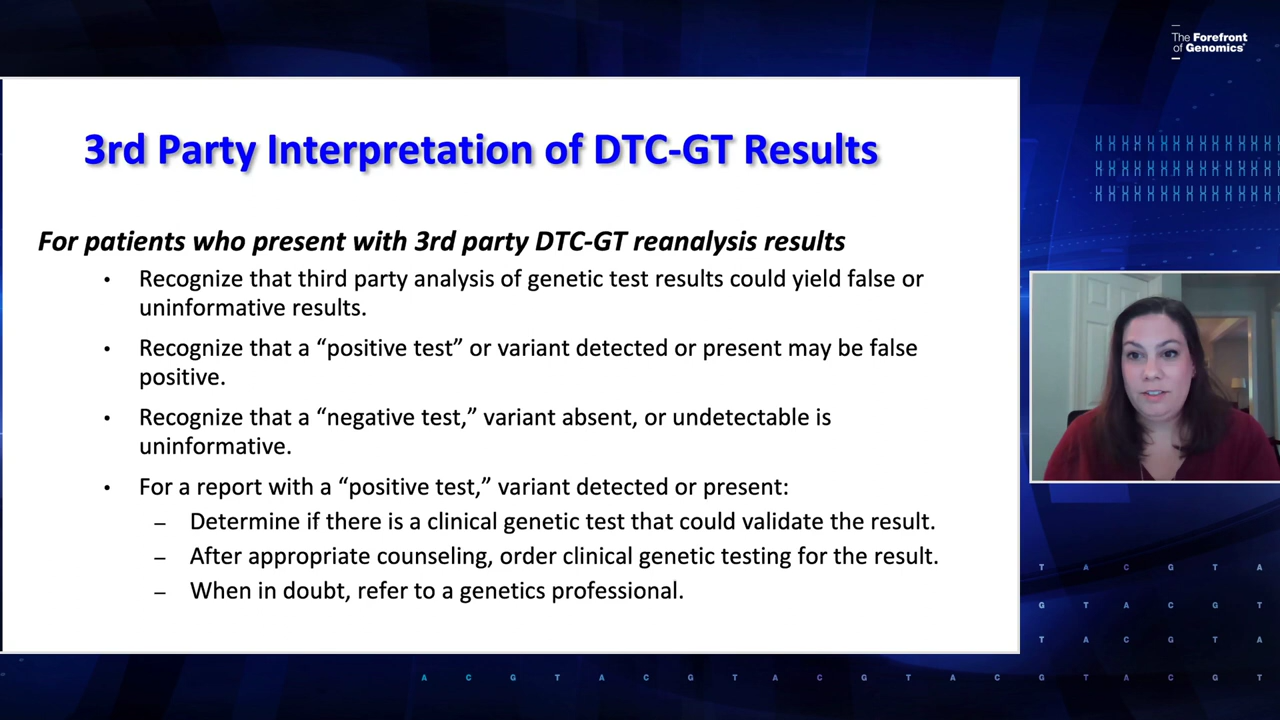 The Forefront
of Genomics®
3rd Party Interpretation of DTC-GT Results
For patients who present with 3rd party DTC-GT reanalysis results
• Recognize that third party analysis of genetic test results could yield false or
uninformative results.
• Recognize that a “positive test” or variant detected or present may be false
positive.
• Recognize that a “negative test,” variant absent, or undetectable is
uninformative.
• For a report with a “positive test,” variant detected or present:
– Determine if there is a clinical genetic test that could validate the result.
– After appropriate counseling, order clinical genetic testing for the result.
– When in doubt, refer to a genetics professional.
T A C G T A
G T A C G T
T A C G T A
A C G T A C G T A C G T A C G T A C G T